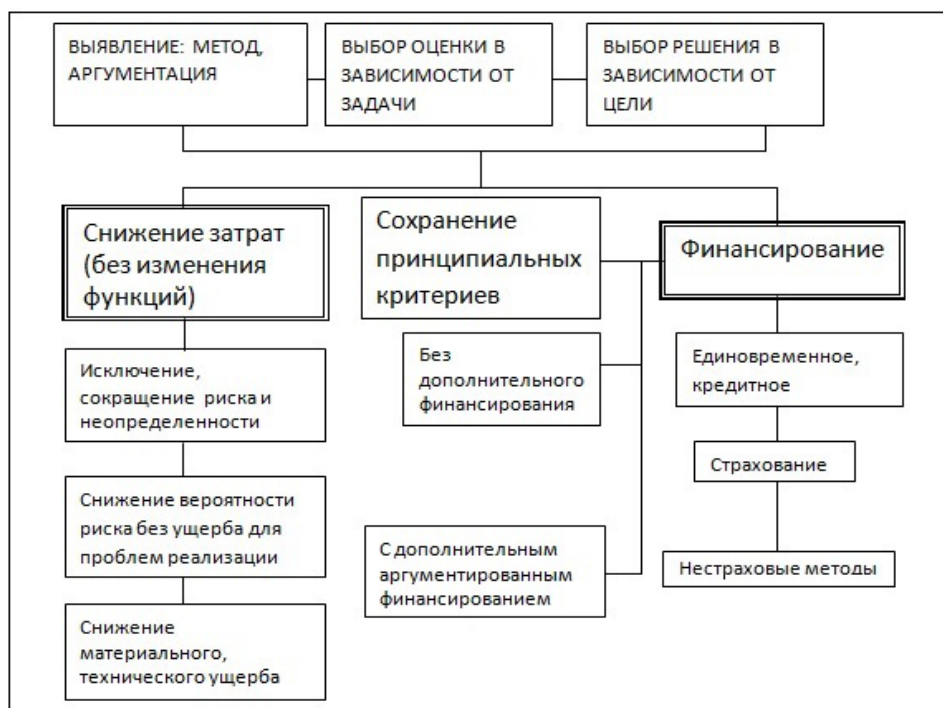 ВЫЯВЛЕНИЕ: МЕТОД,
АРГУМЕНТАЦИЯ
ВЫБОР ОЦЕНКИ В
ЗАВИСИМОСТИ ОТ
ЗАДАЧИ
ВЫБОР РЕШЕНИЯ В
ЗАВИСИМОСТИ ОТ
ЦЕЛИ
Снижение затрат
(без изменения
функций)
Сохранение
принципиальных
критериев
Финансирование
Исключение,
сокращение риска и
неопределенности
Без
дополнительного
финансирования
Единовременное,
кредитное
Страхование
Снижение вероятности
риска без ущерба для
проблем реализации
С дополнительным
аргументированным
финансированием
Нестраховые методы
Снижение
материального,
технического ущерба